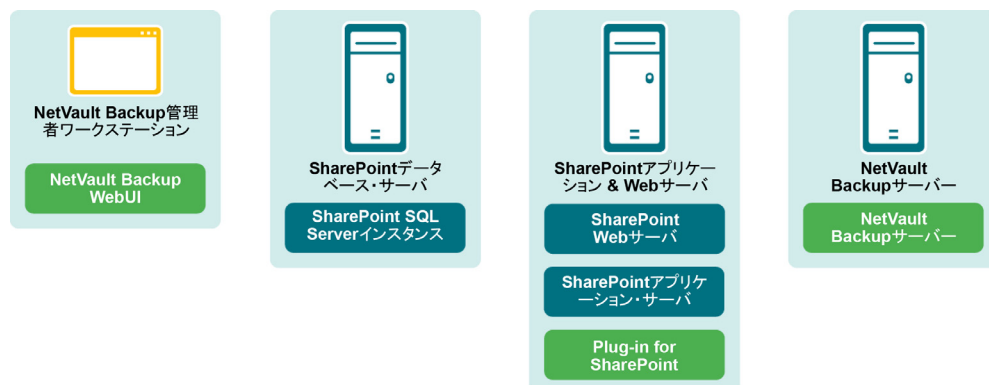 NetVault Backup管理
者ワークステーション
NetVault Backup
WebUI
SharePointデータ
ベース・サーバ
SharePoint SQL
Serverインスタンス
SharePointアプリケー
ション & Webサーバ
SharePoint
Webサーバ
SharePointアプリケ
ーション・サーバ
Plug-in for
SharePoint
NetVault
Backupサーバー
NetVault
Backupサーバー